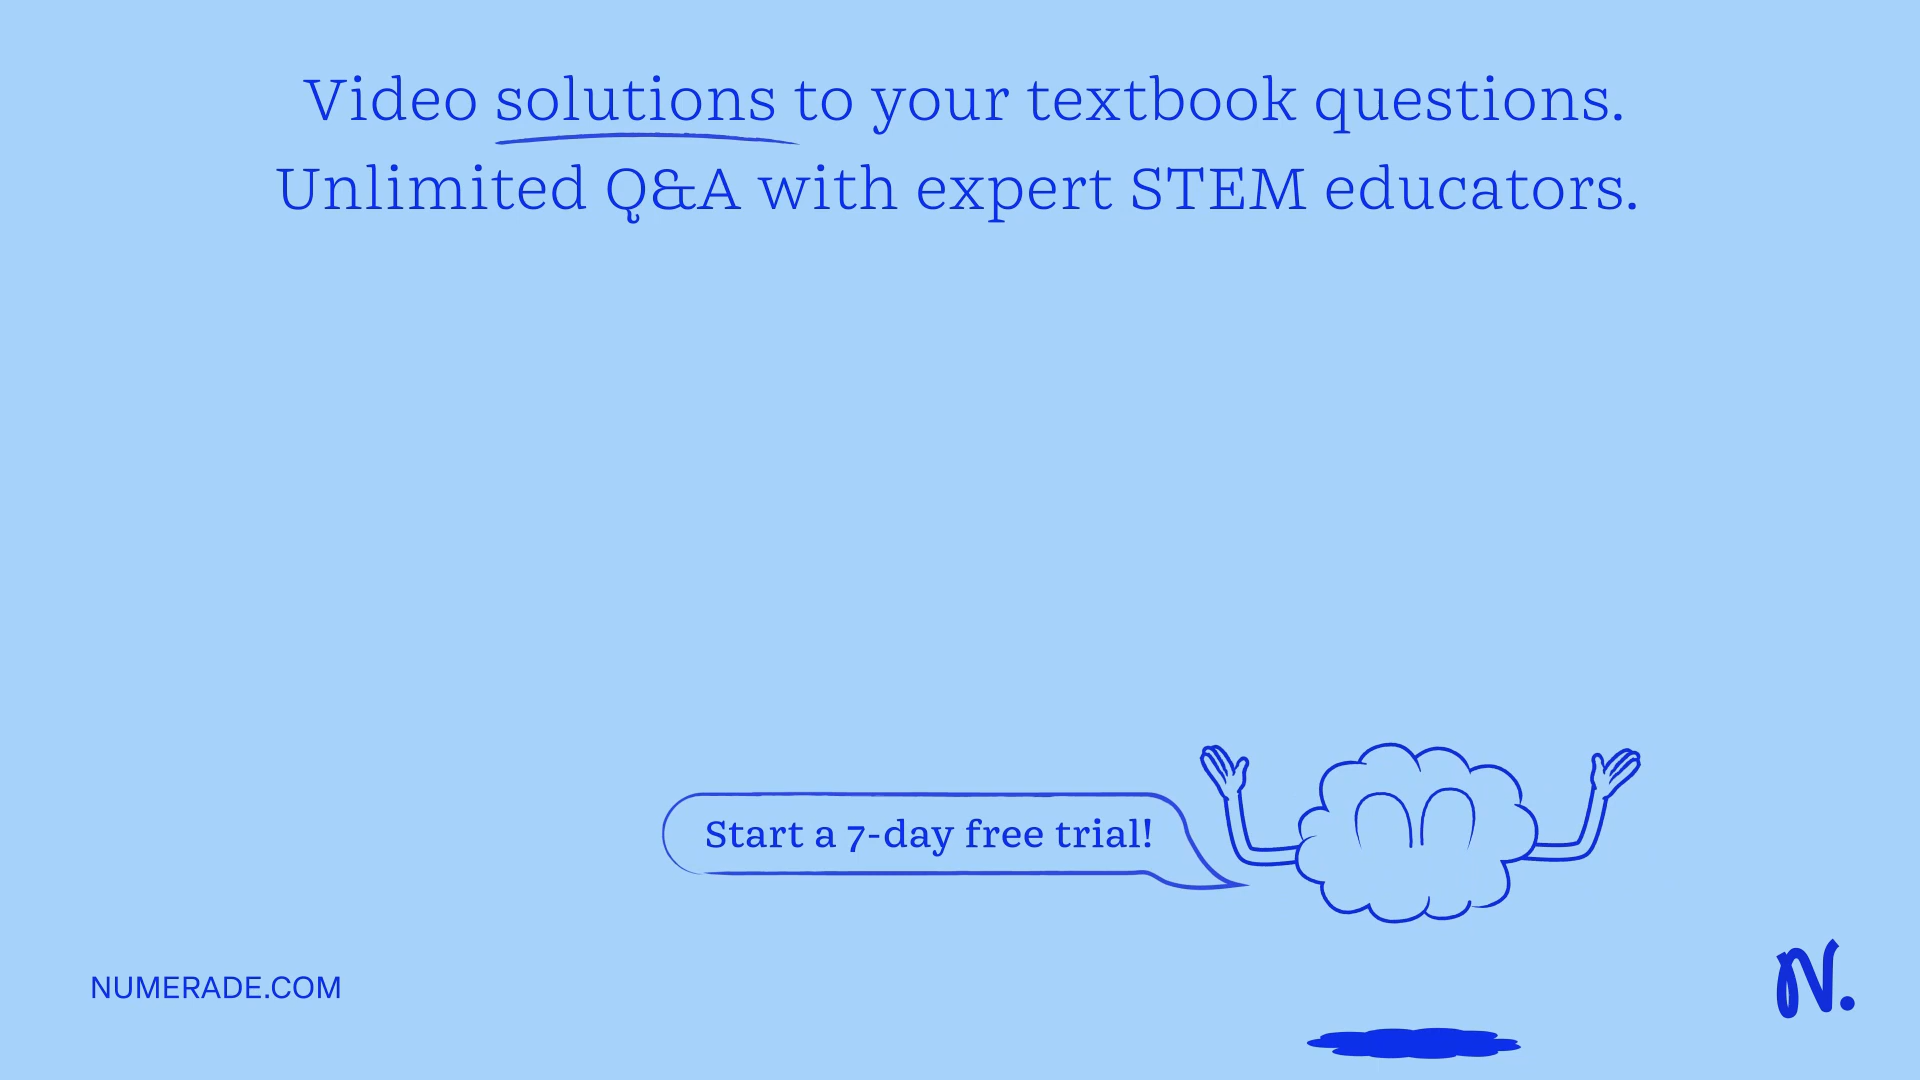 Video solutions to your textbook questions.
Unlimited Q&A with expert STEM educators.
Start a 7-day free trial!
NUMERADE.COM
N.